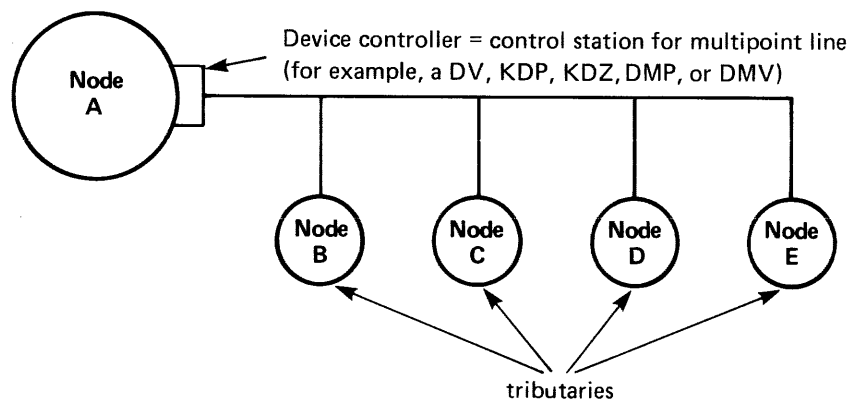 Device controller = control station for multipoint line
(for example, a DV, KDP, KDZ, DMP, or DMV)
Node
A
Node
B
Node
C
Node
D
Node
E
tributaries